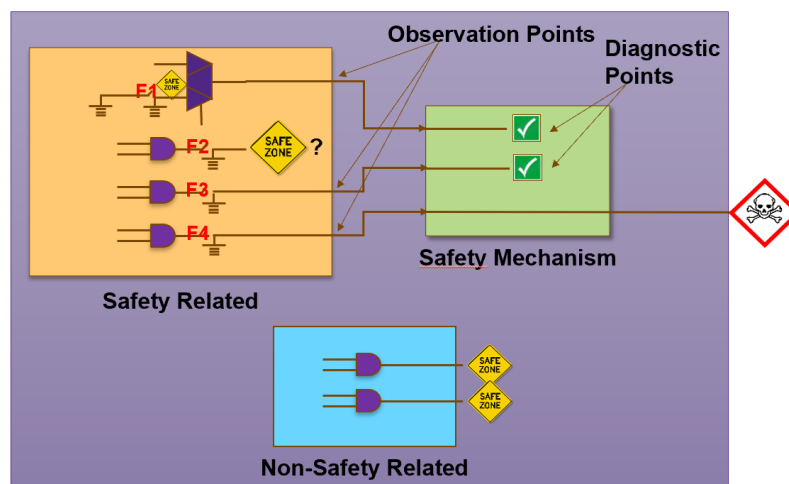 Observation Points
Diagnostic
Points
F1
SAFE
ZONE
F2
SAFE
ZONE
?
F3
F4
Safety Mechanism
Safety Related
SAFE
ZONE
SAFE
ZONE
Non-Safety Related